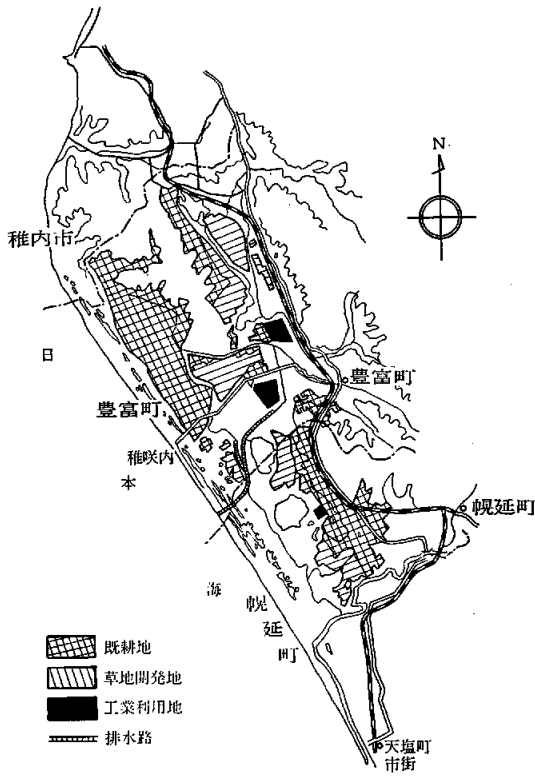 N
稚内市
日
本
海
豊富町
豊富町
稚咲内
幌延町
幌延町
天塩町
市街
既耕地
草地開発地
工業利用地
排水路